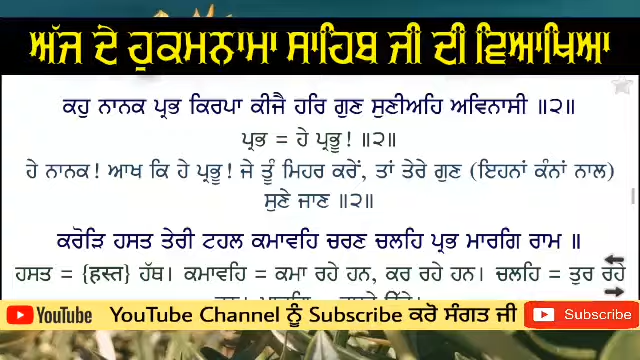 ਅੱਜ ਦੇ ਹੁਕਮਨਾਮਾ ਸਾਹਿਬ ਜੀ ਦੀ ਵਿਆਖਿਆ
ਕਹੁ ਨਾਨਕ ਪ੍ਰਭ ਕਿਰਪਾ ਕੀਜੈ ਹਰਿ ਗੁਣ ਸੁਣੀਅਹਿ ਅਵਿਨਾਸੀ ॥੨॥
ਪ੍ਰਭ = ਹੇ ਪ੍ਰਭੂ! ॥੨॥
ਹੇ ਨਾਨਕ! ਆਖ ਕਿ ਹੇ ਪ੍ਰਭੂ! ਜੇ ਤੂੰ ਮਿਹਰ ਕਰੇਂ, ਤਾਂ ਤੇਰੇ ਗੁਣ (ਇਹਨਾਂ ਕੰਨਾਂ ਨਾਲ)
ਸੁਣੇ ਜਾਣ ॥੨॥
ਕਰੋੜਿ ਹਸਤ ਤੇਰੀ ਟਹਲ ਕਮਾਵਹਿ ਚਰਣ ਚਲਹਿ ਪ੍ਰਭ ਮਾਰਗਿ ਰਾਮ ॥
ਹਸਤ = {हस्त} ਹੱਥ। ਕਮਾਵਹਿ = ਕਮਾ ਰਹੇ ਹਨ, ਕਰ ਰਹੇ ਹਨ। ਚਲਹਿ = ਤੁਰ ਰਹੇ
YouTube YouTube Channel ਨੂੰ Subscribe ਕਰੋ ਸੰਗਤ ਜੀ Subscribe